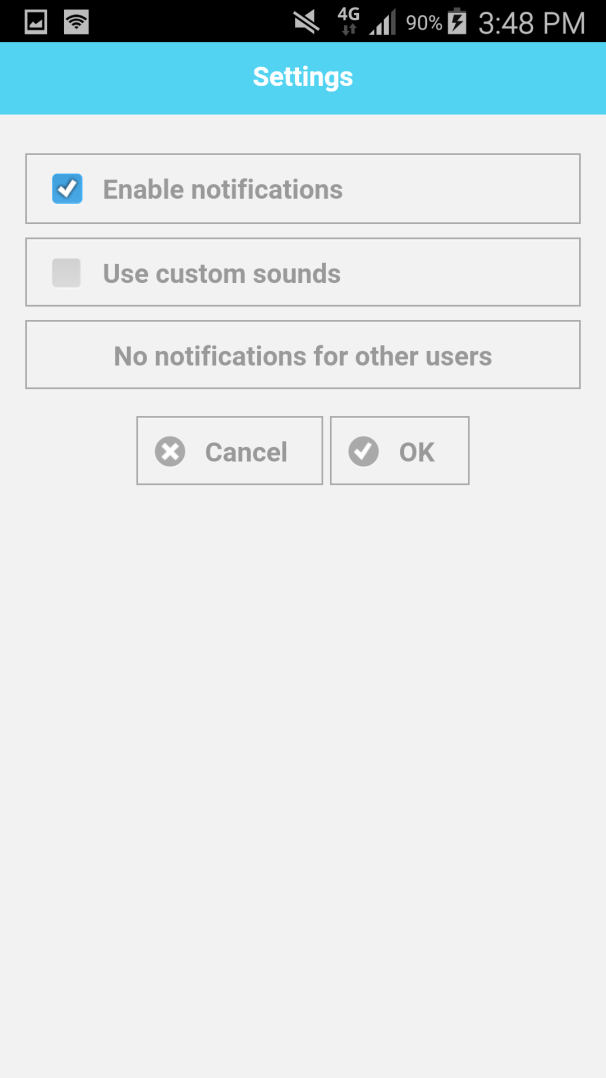 4G 90% 3:48 PM
Settings
Enable notifications
Use custom sounds
No notifications for other users
Cancel OK